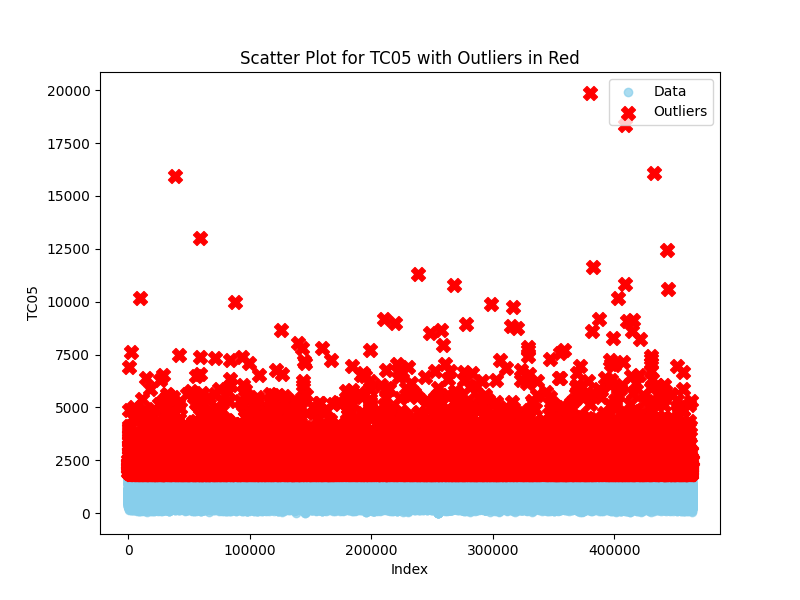 Scatter Plot for TC05 with Outliers in Red
20000
17500
15000
12500
10000
7500
5000
2500
0
TC05
Data
Outliers
0 100000 200000 300000 400000
Index